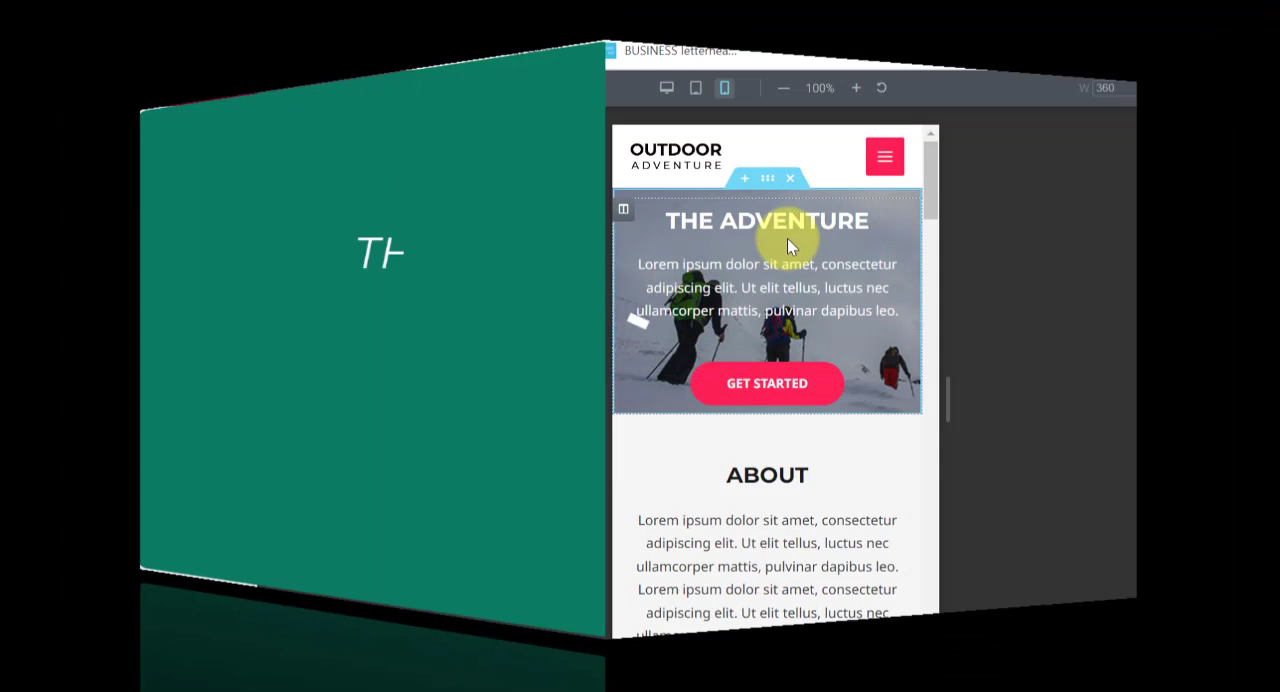 TH
BUSINESS letterhea...
100%
W 360
OUTDOOR
ADVENTURE
THE ADVENTURE
Lorem ipsum dolor sit amet, consectetur
adipiscing elit. Ut elit tellus, luctus nec
ullamcorper mattis, pulvinar dapibus leo.
GET STARTED
ABOUT
Lorem ipsum dolor sit amet, consectetur
adipiscing elit. Ut elit tellus, luctus nec
ullamcorper mattis, pulvinar dapibus leo.
Lorem ipsum dolor sit amet, consectetur
adipiscing elit. Ut elit tellus, luctus nec